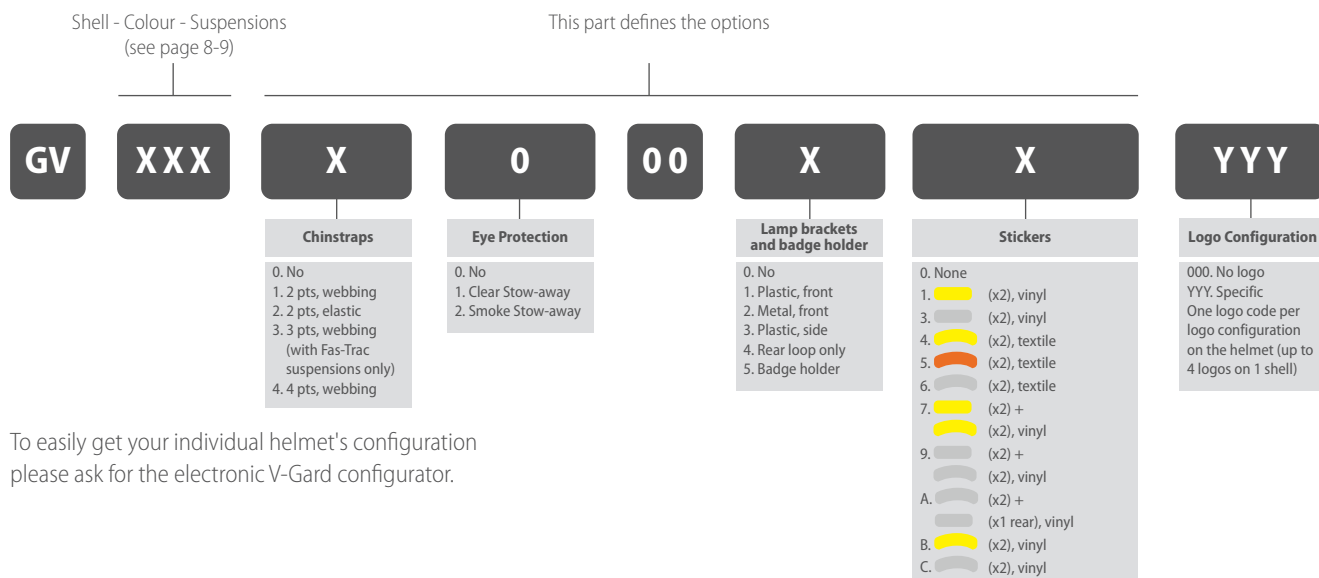 Shell - Colour - Suspensions
(see page 8-9)
This part defines the options
GV
XXX
X
0
00
X
X
YYY
Chinstraps
0. No
1. 2 pts, webbing
2. 2 pts, elastic
3. 3 pts, webbing
(with Fas-Trac
suspensions only)
4. 4 pts, webbing
Eye Protection
0. No
1. Clear Stow-away
2. Smoke Stow-away
Lamp brackets
and badge holder
0. No
1. Plastic, front
2. Metal, front
3. Plastic, side
4. Rear loop only
5. Badge holder
Stickers
0. None
1. (x2), vinyl
3. (x2), vinyl
4. (x2), textile
5. (x2), textile
6. (x2), textile
7. (x2) +
(x2), vinyl
9. (x2) +
(x2), vinyl
A. (x2) +
(x1 rear), vinyl
B. (x2), vinyl
C. (x2), vinyl
Logo Configuration
000. No logo
YYY. Specific
One logo code per
logo configuration
on the helmet (up to
4 logos on 1 shell)
To easily get your individual helmet's configuration
please ask for the electronic V-Gard configurator.